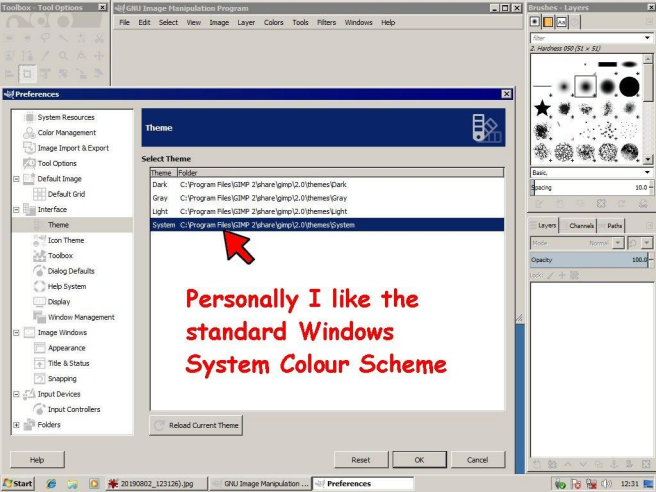 Toolbox - Tool Options
GNU Image Manipulation Program
Brushes - Layers
File Edit Select View Image Layer Colors Tools Filters Windows Help
filter
2. Hardness 050 (51 × 51)
Preferences
System Resources
Color Management
Image Import & Export
Tool Options
Default Image
Default Grid
Interface
Theme
Icon Theme
Toolbox
Dialog Defaults
Help System
Display
Window Management
Image Windows
Appearance
Title & Status
Snapping
Input Devices
Input Controllers
Folders
Theme
Select Theme
Theme Folder
Dark C:\Program Files\GIMP 2\share\gimp\2.0\themes\Dark
Gray C:\Program Files\GIMP 2\share\gimp\2.0\themes\Gray
Light C:\Program Files\GIMP 2\share\gimp\2.0\themes\Light
System C:\Program Files\GIMP 2\share\gimp\2.0\themes\System
Personally I like the
standard Windows
System Colour Scheme
Reload Current Theme
Help Reset OK Cancel
Basic,
Spacing 10.0
Layers Channels Paths
Mode Normal
Opacity 100.0
Lock:
Start 20190802_123126).jpg GNU Image Manipulation ... Preferences 12:31